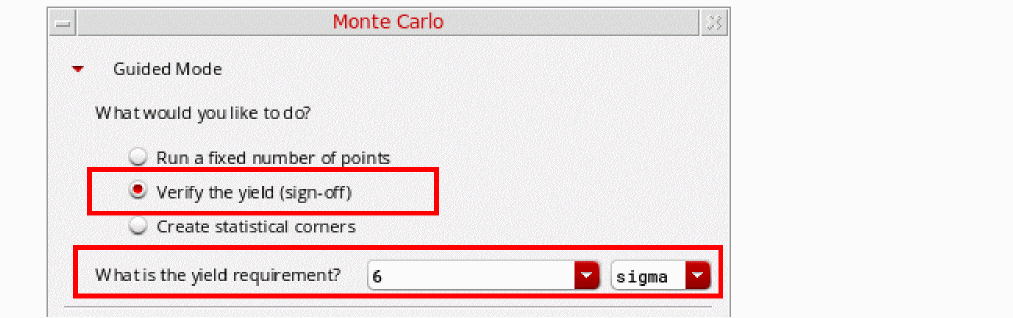 Monte Carlo
Guided Mode
What would you like to do?
Run a fixed number of points
Verify the yield (sign-off)
Create statistical corners
What is the yield requirement? 6 sigma